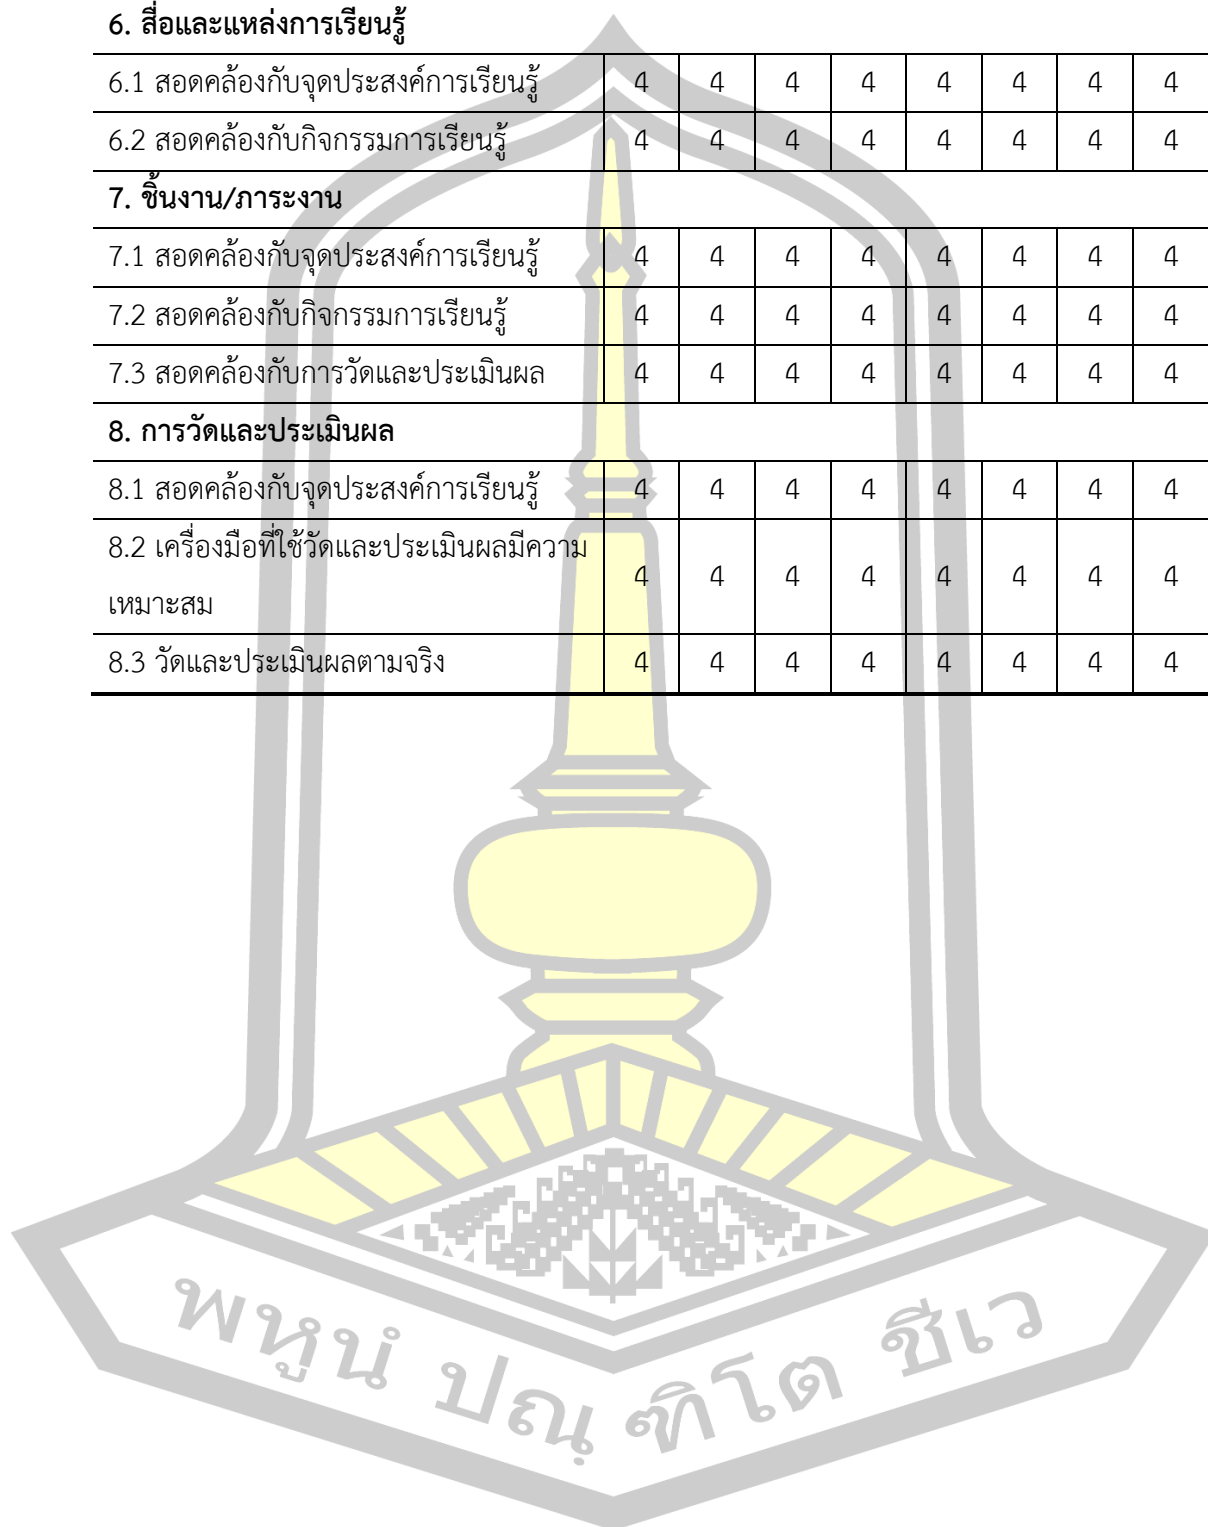 6. สื่อและแหล่งการเรียนรู้
6.1 สอดคล้องกับจุดประสงค์การเรียนรู้ 4 4 4 4 4 4 4 4
6.2 สอดคล้องกับกิจกรรมการเรียนรู้ 4 4 4 4 4 4 4 4
7. ชิ้นงาน/ภาระงาน
7.1 สอดคล้องกับจุดประสงค์การเรียนรู้ 4 4 4 4 4 4 4 4
7.2 สอดคล้องกับกิจกรรมการเรียนรู้ 4 4 4 4 4 4 4 4
7.3 สอดคล้องกับการวัดและประเมินผล 4 4 4 4 4 4 4 4
8. การวัดและประเมินผล
8.1 สอดคล้องกับจุดประสงค์การเรียนรู้ 4 4 4 4 4 4 4 4
8.2 เครื่องมือที่ใช้วัดและประเมินผลมีความ
เหมาะสม 4 4 4 4 4 4 4 4
8.3 วัดและประเมินผลตามจริง 4 4 4 4 4 4 4 4
พหูนํ ปณฺฑิโต ชีเว